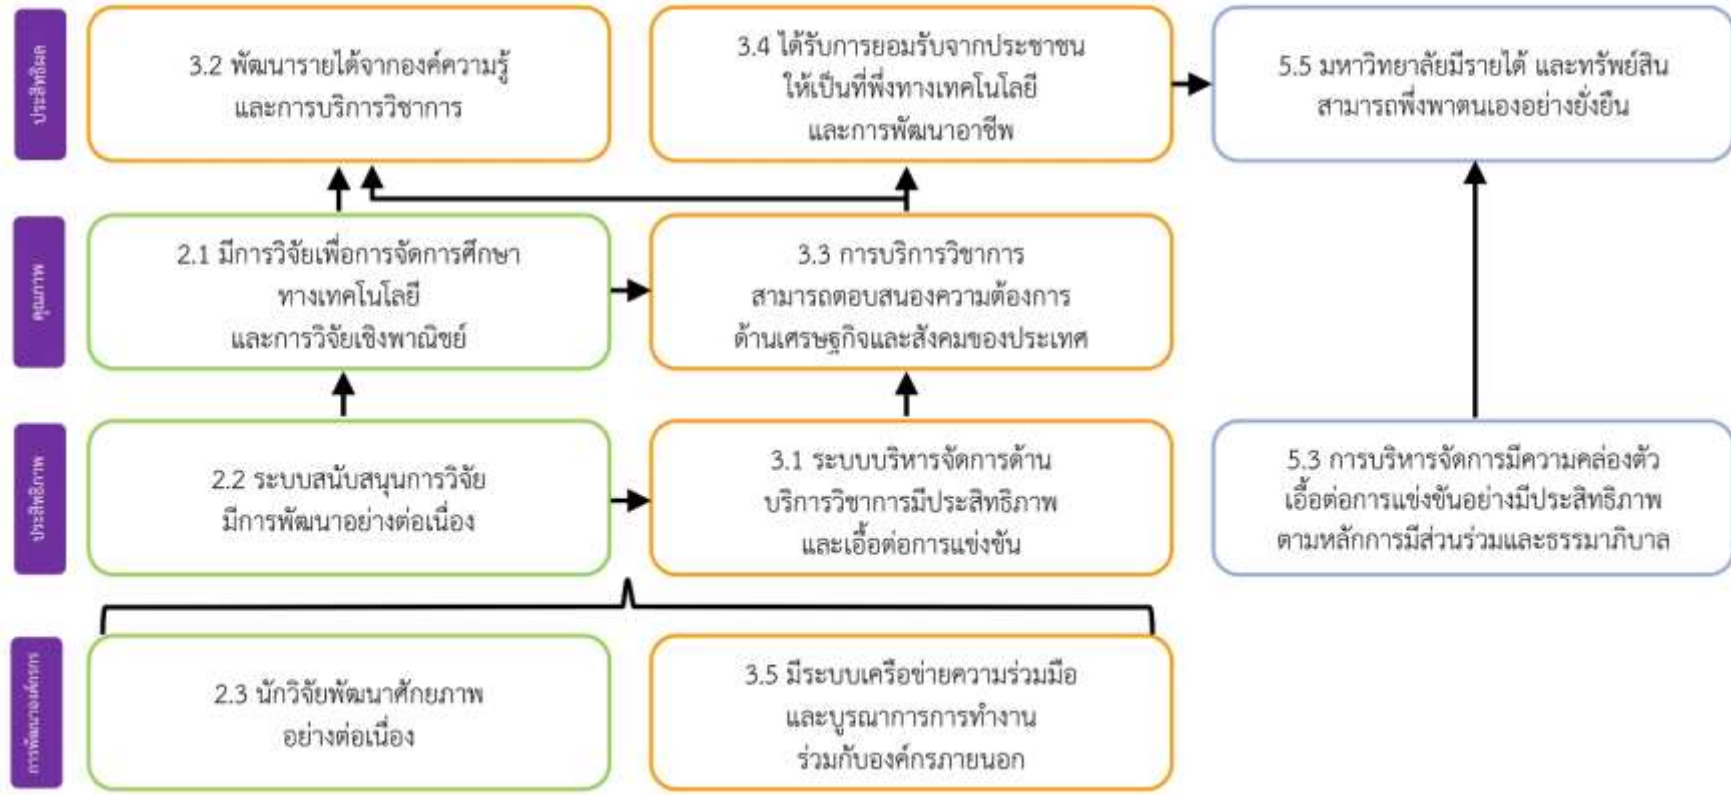 ประสิทธิผล
3.2 พัฒนารายได้จากองค์ความรู้
และการบริการวิชาการ
3.4 ได้รับการยอมรับจากประชาชน
ให้เป็นที่พึ่งทางเทคโนโลยี
และการพัฒนาอาชีพ
5.5 มหาวิทยาลัยมีรายได้ และทรัพย์สิน
สามารถพึ่งพาตนเองอย่างยั่งยืน
คุณภาพ
2.1 มีการวิจัยเพื่อการจัดการศึกษา
ทางเทคโนโลยี
และการวิจัยเชิงพาณิชย์
3.3 การบริการวิชาการ
สามารถตอบสนองความต้องการ
ด้านเศรษฐกิจและสังคมของประเทศ
ประสิทธิภาพ
2.2 ระบบสนับสนุนการวิจัย
มีการพัฒนาอย่างต่อเนื่อง
3.1 ระบบบริหารจัดการด้าน
บริการวิชาการมีประสิทธิภาพ
และเอื้อต่อการแข่งขัน
5.3 การบริหารจัดการมีความคล่องตัว
เอื้อต่อการแข่งขันอย่างมีประสิทธิภาพ
ตามหลักการมีส่วนร่วมและธรรมาภิบาล
การพัฒนาองค์กร
2.3 นักวิจัยพัฒนาศักยภาพ
อย่างต่อเนื่อง
3.5 มีระบบเครือข่ายความร่วมมือ
และบูรณาการการทำงาน
ร่วมกับองค์กรภายนอก